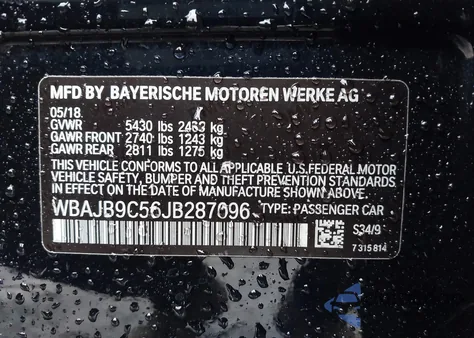 MFD BY BAYERISCHE MOTOREN WERKE AG
05/18
GVWR 5430 lbs 2463 kg
GAWR FRONT 2740 lbs 1243 kg
GAWR REAR 2811 lbs 1275 kg
THIS VEHICLE CONFORMS TO ALL APPLICABLE U.S.FEDERAL MOTOR
VEHICLE SAFETY, BUMPER AND THEFT PREVENTION STANDARDS
IN EFFECT ON THE DATE OF MANUFACTURE SHOWN ABOVE.
WBAJB9C56JB287096 TYPE: PASSENGER CAR
S34/9
7315814